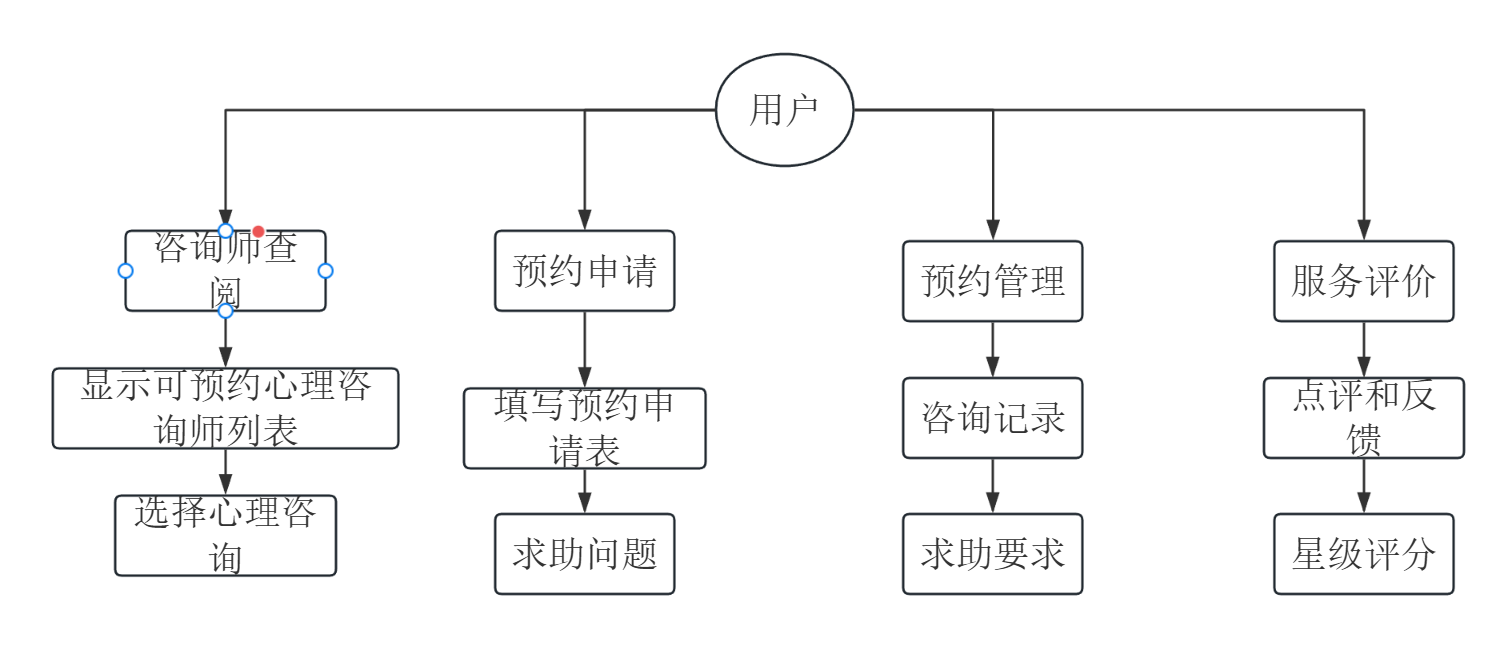 用户
咨询师查
阅
预约申请
预约管理
服务评价
显示可预约心理咨
询师列表
填写预约申
请表
咨询记录
点评和反
馈
选择心理咨
询
求助问题
求助要求
星级评分